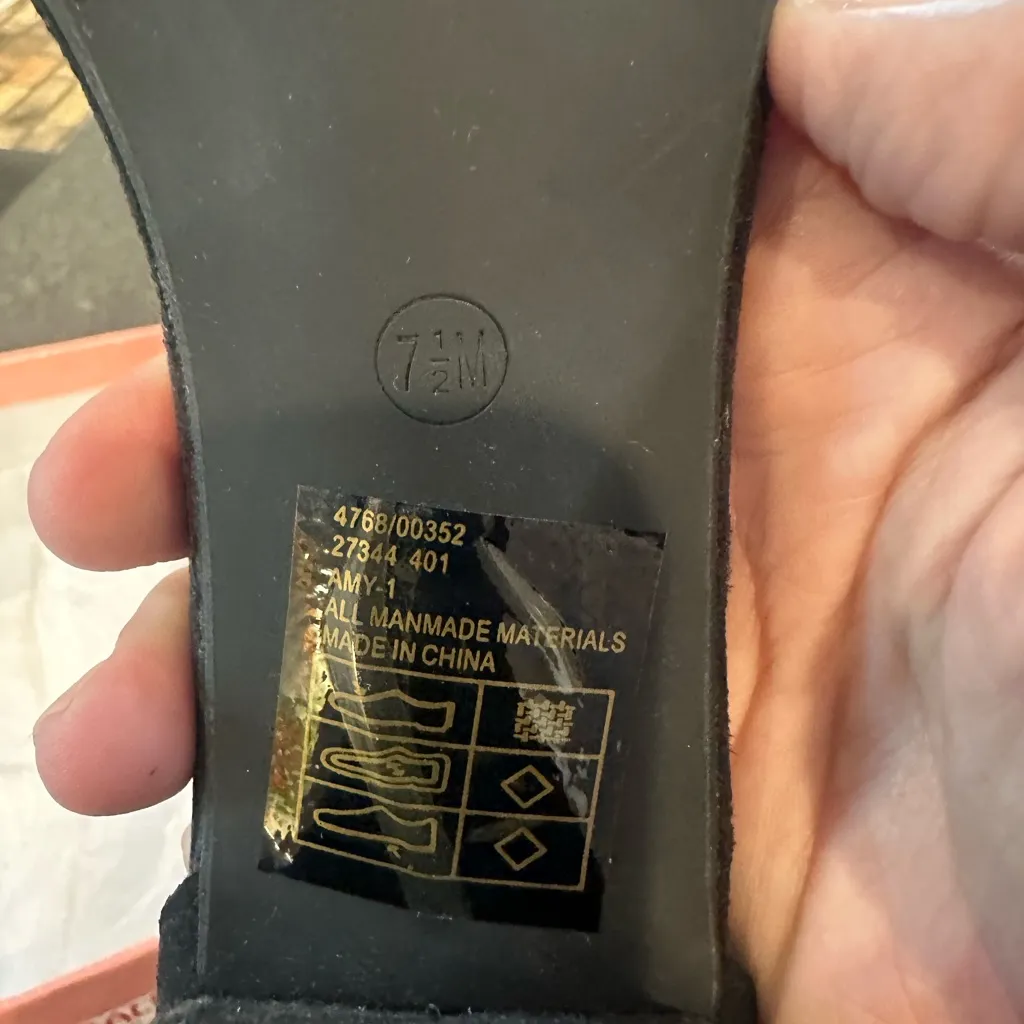 7 1/2 M
4768/00352
27344 401
AMY-1
ALL MANMADE MATERIALS
MADE IN CHINA